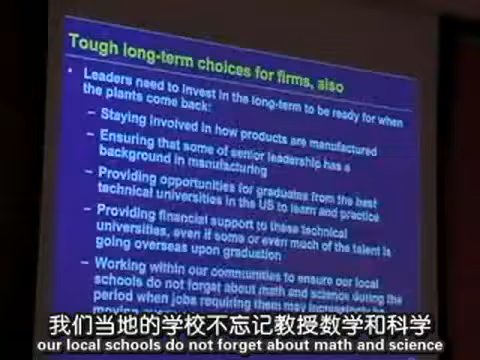 Tough long-term choices for firms, also
• Leaders need to invest in the long-term to be ready for when
the plants come back:
– Staying involved in how products are manufactured
– Ensuring that some of senior leadership has a
background in manufacturing
– Providing opportunities for graduates from the best
technical universities in the US to learn and practice
– Providing financial support to these technical
universities, even if some or even much of the talent is
going overseas upon graduation
– Working within our communities to ensure our local
schools do not forget about math and science during the
period when jobs requiring them may
我们当地的学校不忘记教授数学和科学
our local schools do not forget about math and science